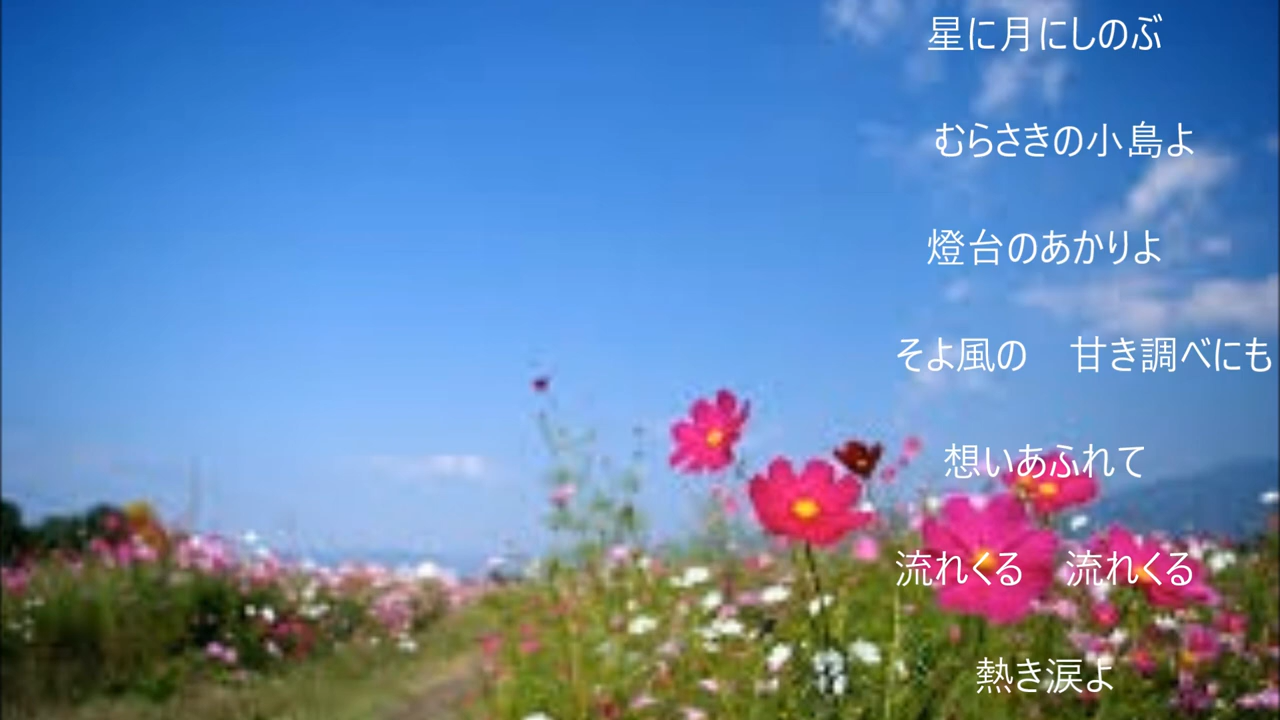 星に月にしのぶ
むらさきの小島よ
燈台のあかりよ
そよ風の　甘き調べにも
想いあふれて
流れくる　流れくる
熱き涙よ